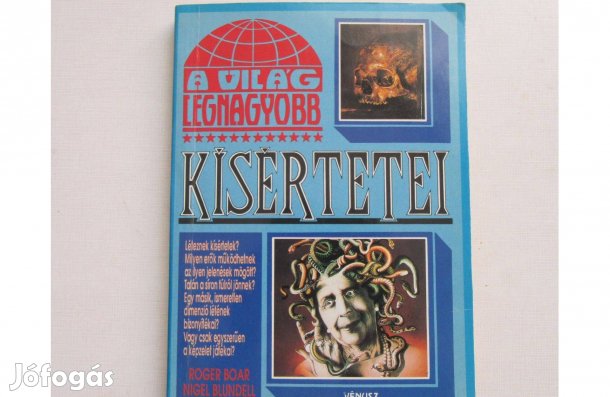 A VILÁG
LEGNAGYOBB
KÍSÉRTETEI
Léteznek kísértetek?
Milyen erők működhetnek
az ilyen jelenések mögött?
Talán a síron túlról jönnek?
Egy másik, ismeretlen
dimenzió létének
bizonyítékai?
Vagy csak egyszerűen
a képzelet játékai?
ROGER BOAR
NIGEL BLUNDELL
VÉNUSZ
Jófogás